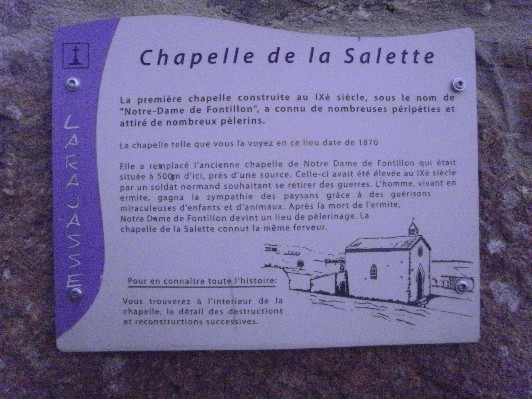 Chapelle de la Salette
La première chapelle construite au IXè siècle, sous le nom de
"Notre-Dame de Fontillon", a connu de nombreuses péripéties et
attiré de nombreux pèlerins.
La chapelle telle que vous la voyez en ce lieu date de 1870
Elle a remplacé l'ancienne chapelle de Notre Dame de Fontillon qui était
située à 500m d'ici, près d'une source. Celle-ci avait été élevée au IXè siècle
par un soldat normand souhaitant se retirer des guerres. L'homme, vivant en
ermite, gagna la sympathie des paysans grâce à des guérisons
miraculeuses d'enfants et d'animaux. Après la mort de l'ermite,
Notre Dame de Fontillon devint un lieu de pèlerinage. La
chapelle de la Salette connut la même ferveur.
Pour en connaître toute l'histoire:
Vous trouverez à l'interieur de la
chapelle, le détail des destructions
et reconstructions successives.
LARAJASSE